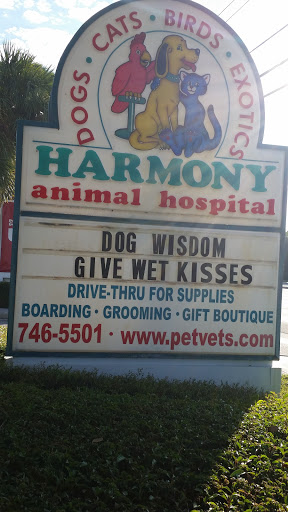 DOGS • CATS • BIRDS • EXOTICS
HARMONY
animal hospital
DOG WISDOM
GIVE WET KISSES
DRIVE-THRU FOR SUPPLIES
BOARDING • GROOMING • GIFT BOUTIQUE
746-5501 • www.petvets.com